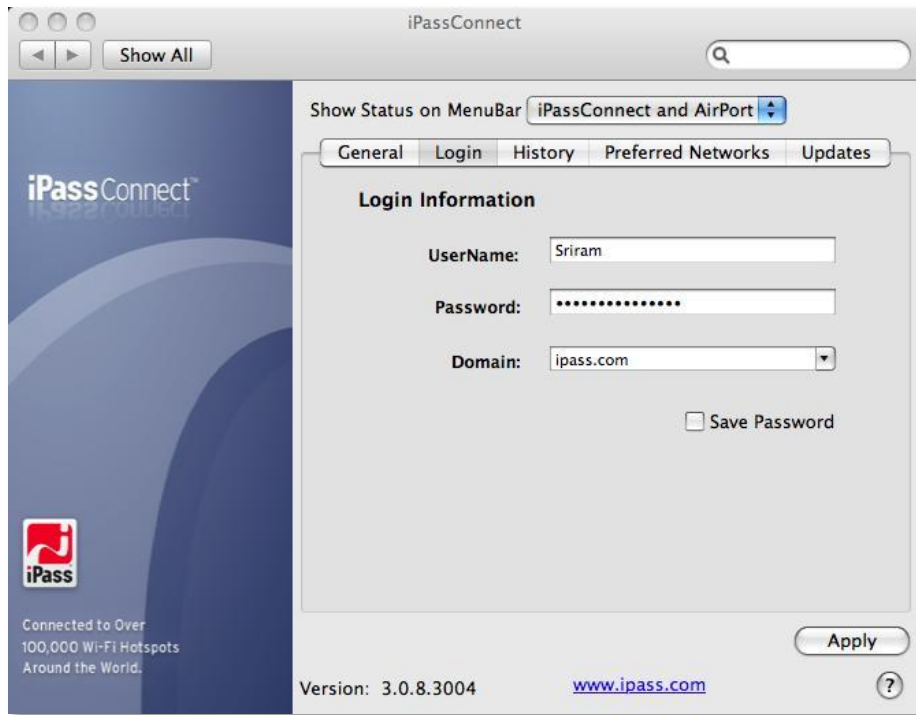 iPassConnect
Show All
Show Status on MenuBar iPassConnect and AirPort
General Login History Preferred Networks Updates
iPassConnect™
Login Information
UserName: Sriram
Password: •••••••••••••••
Domain: ipass.com
Save Password
iPass
Connected to Over
100,000 Wi-Fi Hotspots
Around the World.
Apply
Version: 3.0.8.3004 www.ipass.com ?